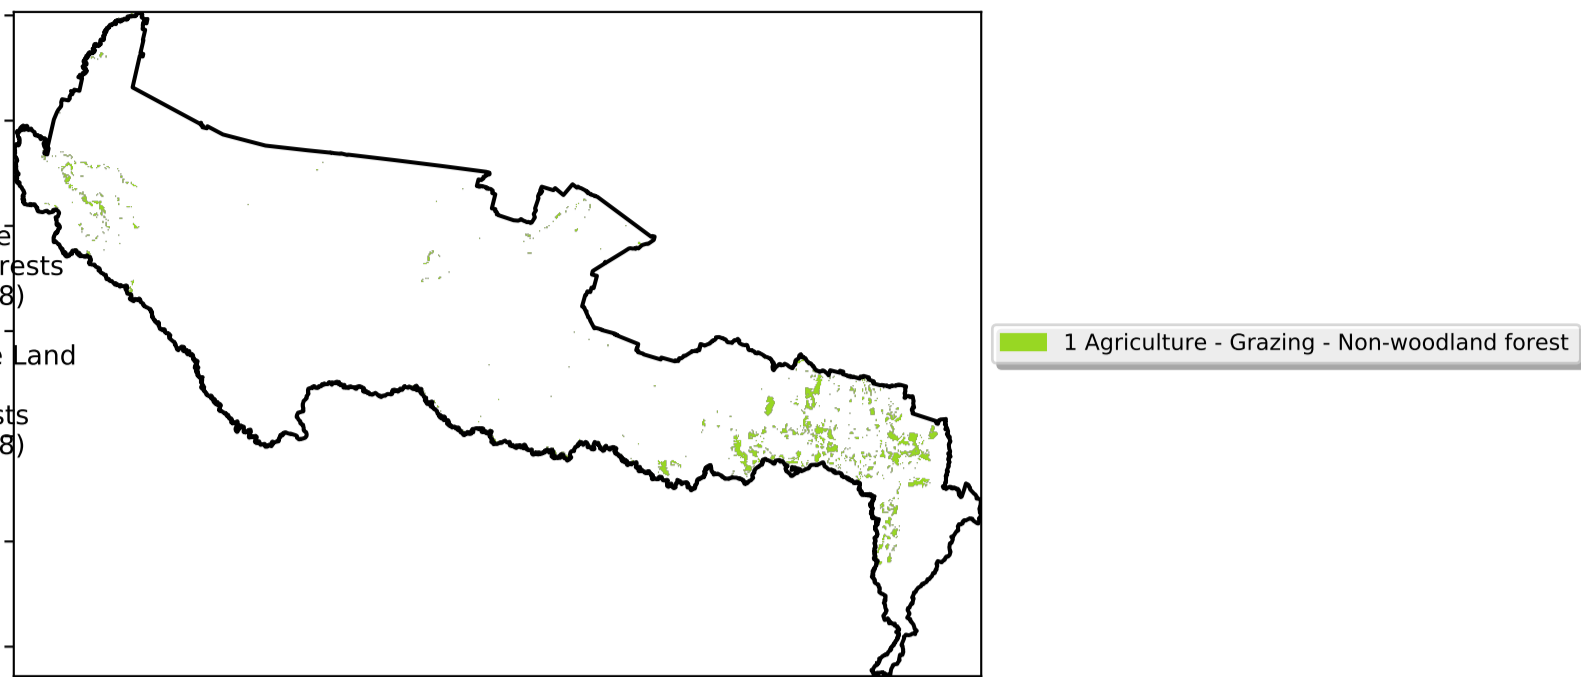 e
rests
8)
1 Agriculture - Grazing - Non-woodland forest
e Land
sts
8)